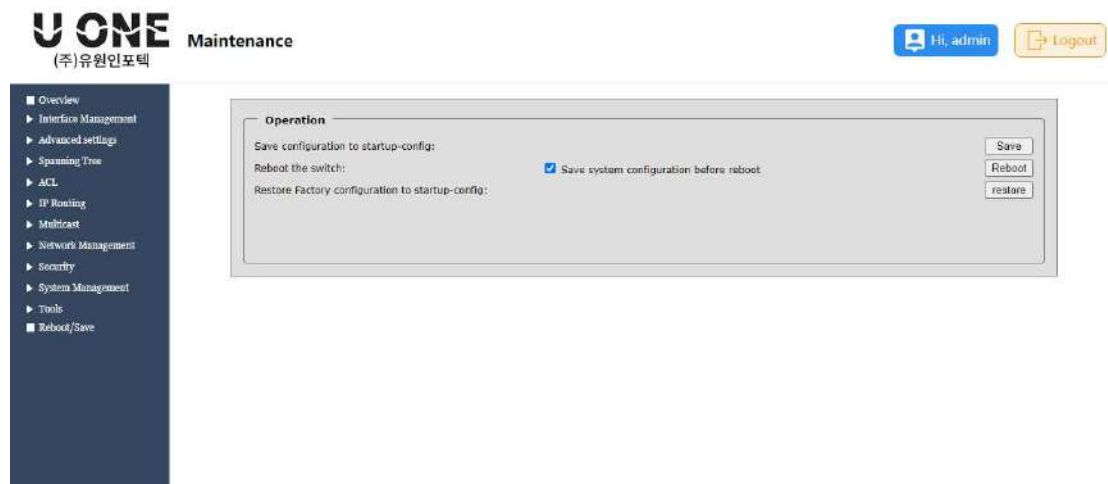 U ONE
(주)유원인포텍
Maintenance
Hi, admin
Logout
Overview
Interface Management
Advanced settings
Spanning Tree
ACL
IP Routing
Multicast
Network Management
Security
System Management
Tools
Reboot/Save
Operation
Save configuration to startup-config:
Save
Reboot the switch:
Save system configuration before reboot
Reboot
Restore Factory configuration to startup-config:
restore